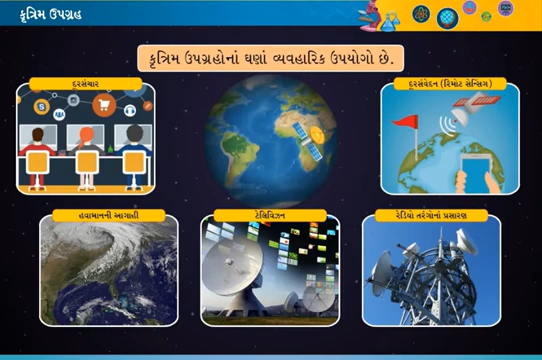 કૃત્રિમ ઉપગ્રહ
કૃત્રિમ ઉપગ્રહોનાં ઘણાં વ્યવહારિક ઉપયોગો છે.
દૂરસંચાર
દૂરસંવેદન (રિમોટ સેન્સિંગ)
હવામાનની આગાહી
ટેલિવિઝન
રેડિયો તરંગોનાં પ્રસારણ